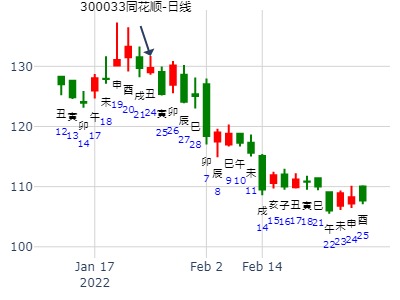 300033同花顺-日线
130
120
110
100
丑
12
寅
13
卯
14
午
17
未
18
申
19
酉
20
戌
21
丑
24
寅
25
卯
26
辰
27
巳
28
卯
7
辰
8
巳
9
午
10
未
11
戌
14
亥
15
子
16
丑
17
寅
18
巳
21
午
22
未
23
申
24
酉
25
Jan 17
2022
Feb 2
Feb 14